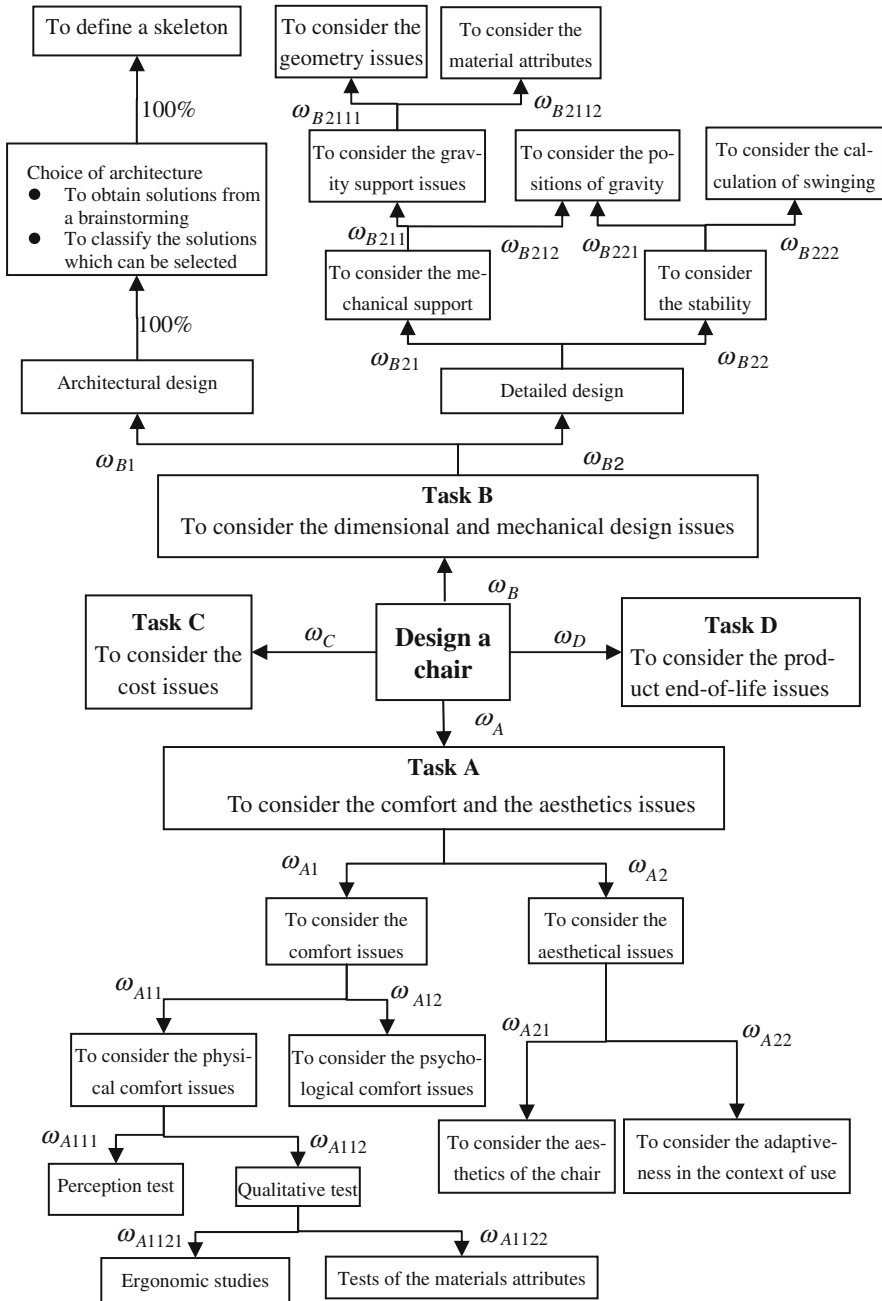 To define a skeleton
To consider the
geometry issues
To consider the
material attributes
100%
ω_B2111
ω_B2112
Choice of architecture
● To obtain solutions from
a brainstorming
● To classify the solutions
which can be selected
To consider the grav-
ity support issues
To consider the po-
sitions of gravity
To consider the cal-
culation of swinging
ω_B211
ω_B212
ω_B221
ω_B222
To consider the me-
chanical support
To consider
the stability
100%
ω_B21
ω_B22
Architectural design
Detailed design
ω_B1
ω_B2
Task B
To consider the dimensional and mechanical design issues
ω_B
Task C
To consider the
cost issues
ω_C
Design a
chair
ω_D
Task D
To consider the prod-
uct end-of-life issues
ω_A
Task A
To consider the comfort and the aesthetics issues
ω_A1
ω_A2
To consider the
comfort issues
To consider the
aesthetical issues
ω_A11
ω_A12
ω_A21
ω_A22
To consider the physi-
cal comfort issues
To consider the psycho-
logical comfort issues
To consider the aes-
thetics of the chair
To consider the adaptive-
ness in the context of use
ω_A111
ω_A112
Perception test
Qualitative test
ω_A1121
ω_A1122
Ergonomic studies
Tests of the materials attributes